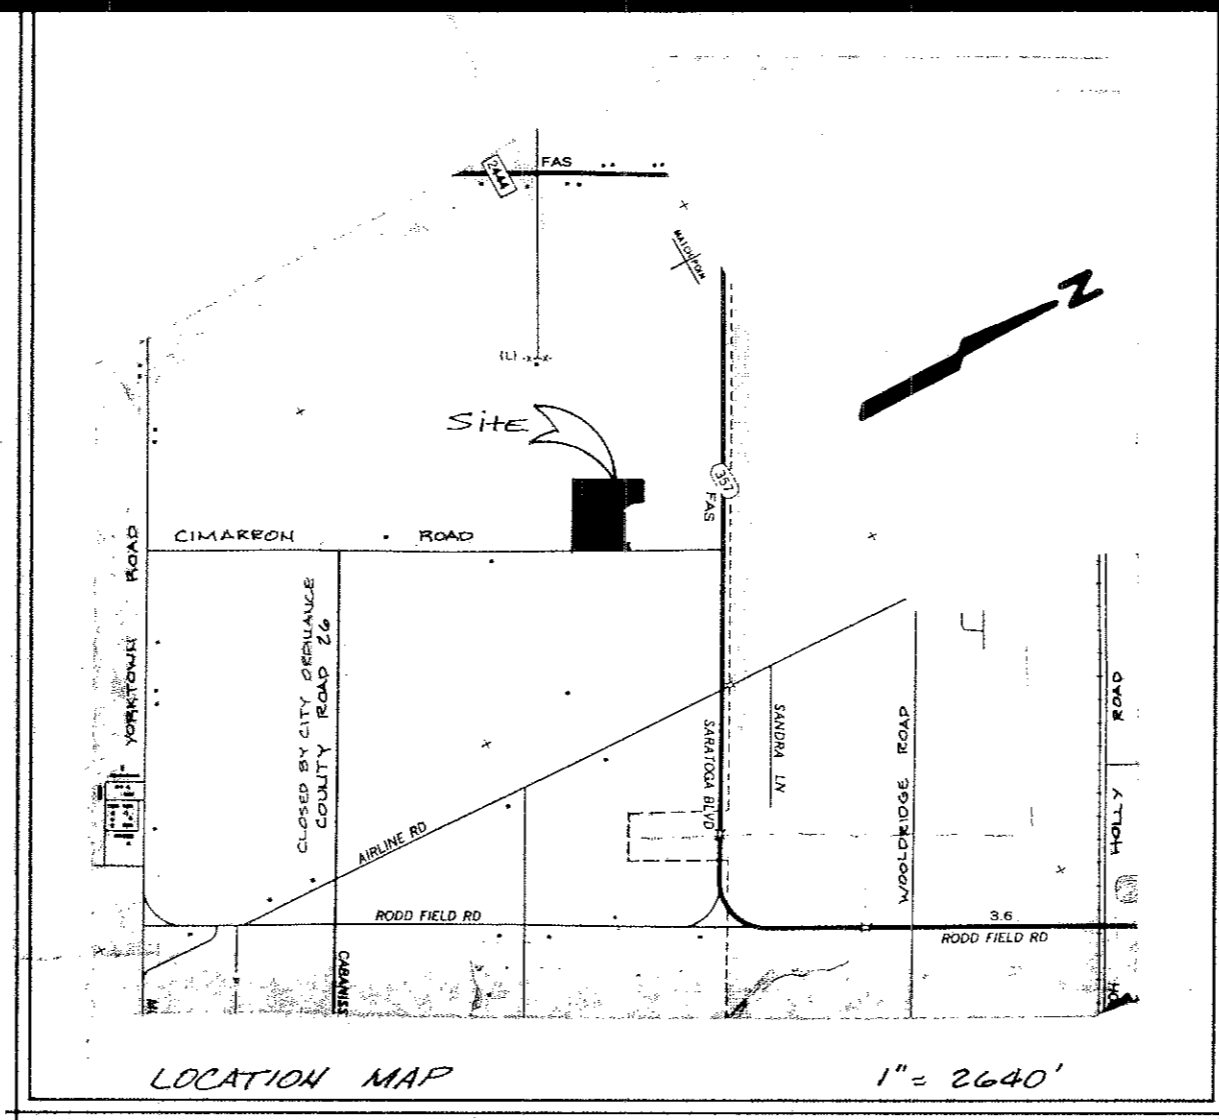 2444
FAS
MATCH POIN
N
(L)
SitE
357
FAS
CIMARRON ROAD
YORKTOWN ROAD
CLOSED BY CITY ORDINANCE
COUNTY ROAD 26
SANDRA LN
SARATOGA BLVD
WOOLDRIDGE ROAD
HOLLY ROAD
4
AIRLINE RD
RODD FIELD RD
3.6
RODD FIELD RD
CABANISS
LOCATION MAP
1" = 2640'